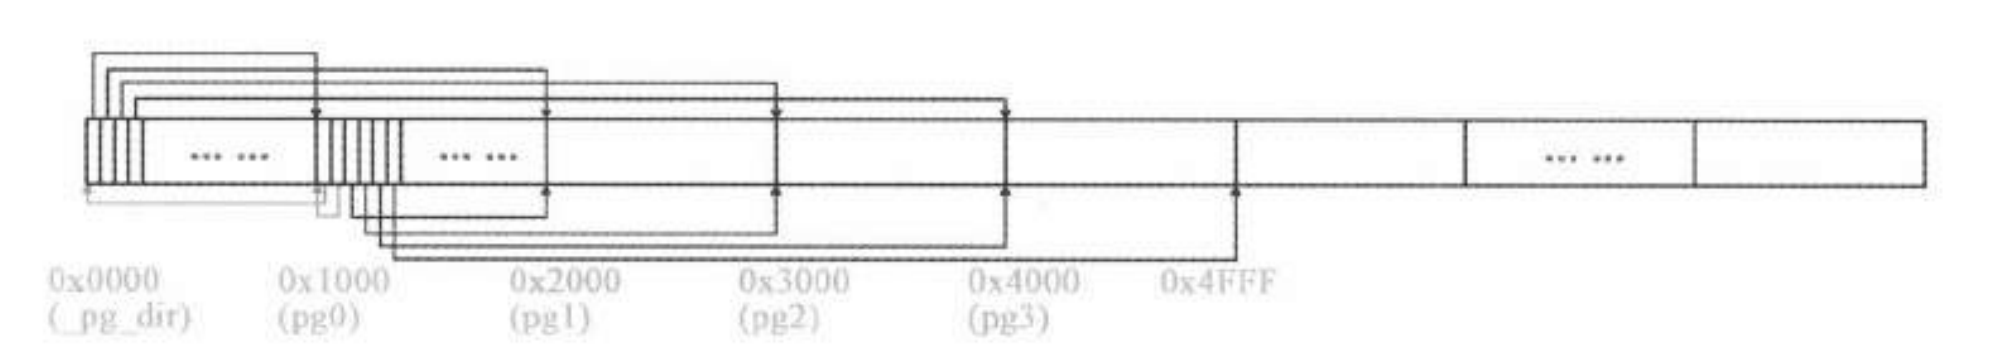 ... ... ... ... ... ...
0x0000 0x1000 0x2000 0x3000 0x4000 0x4FFF
(_pg_dir) (pg0) (pg1) (pg2) (pg3)